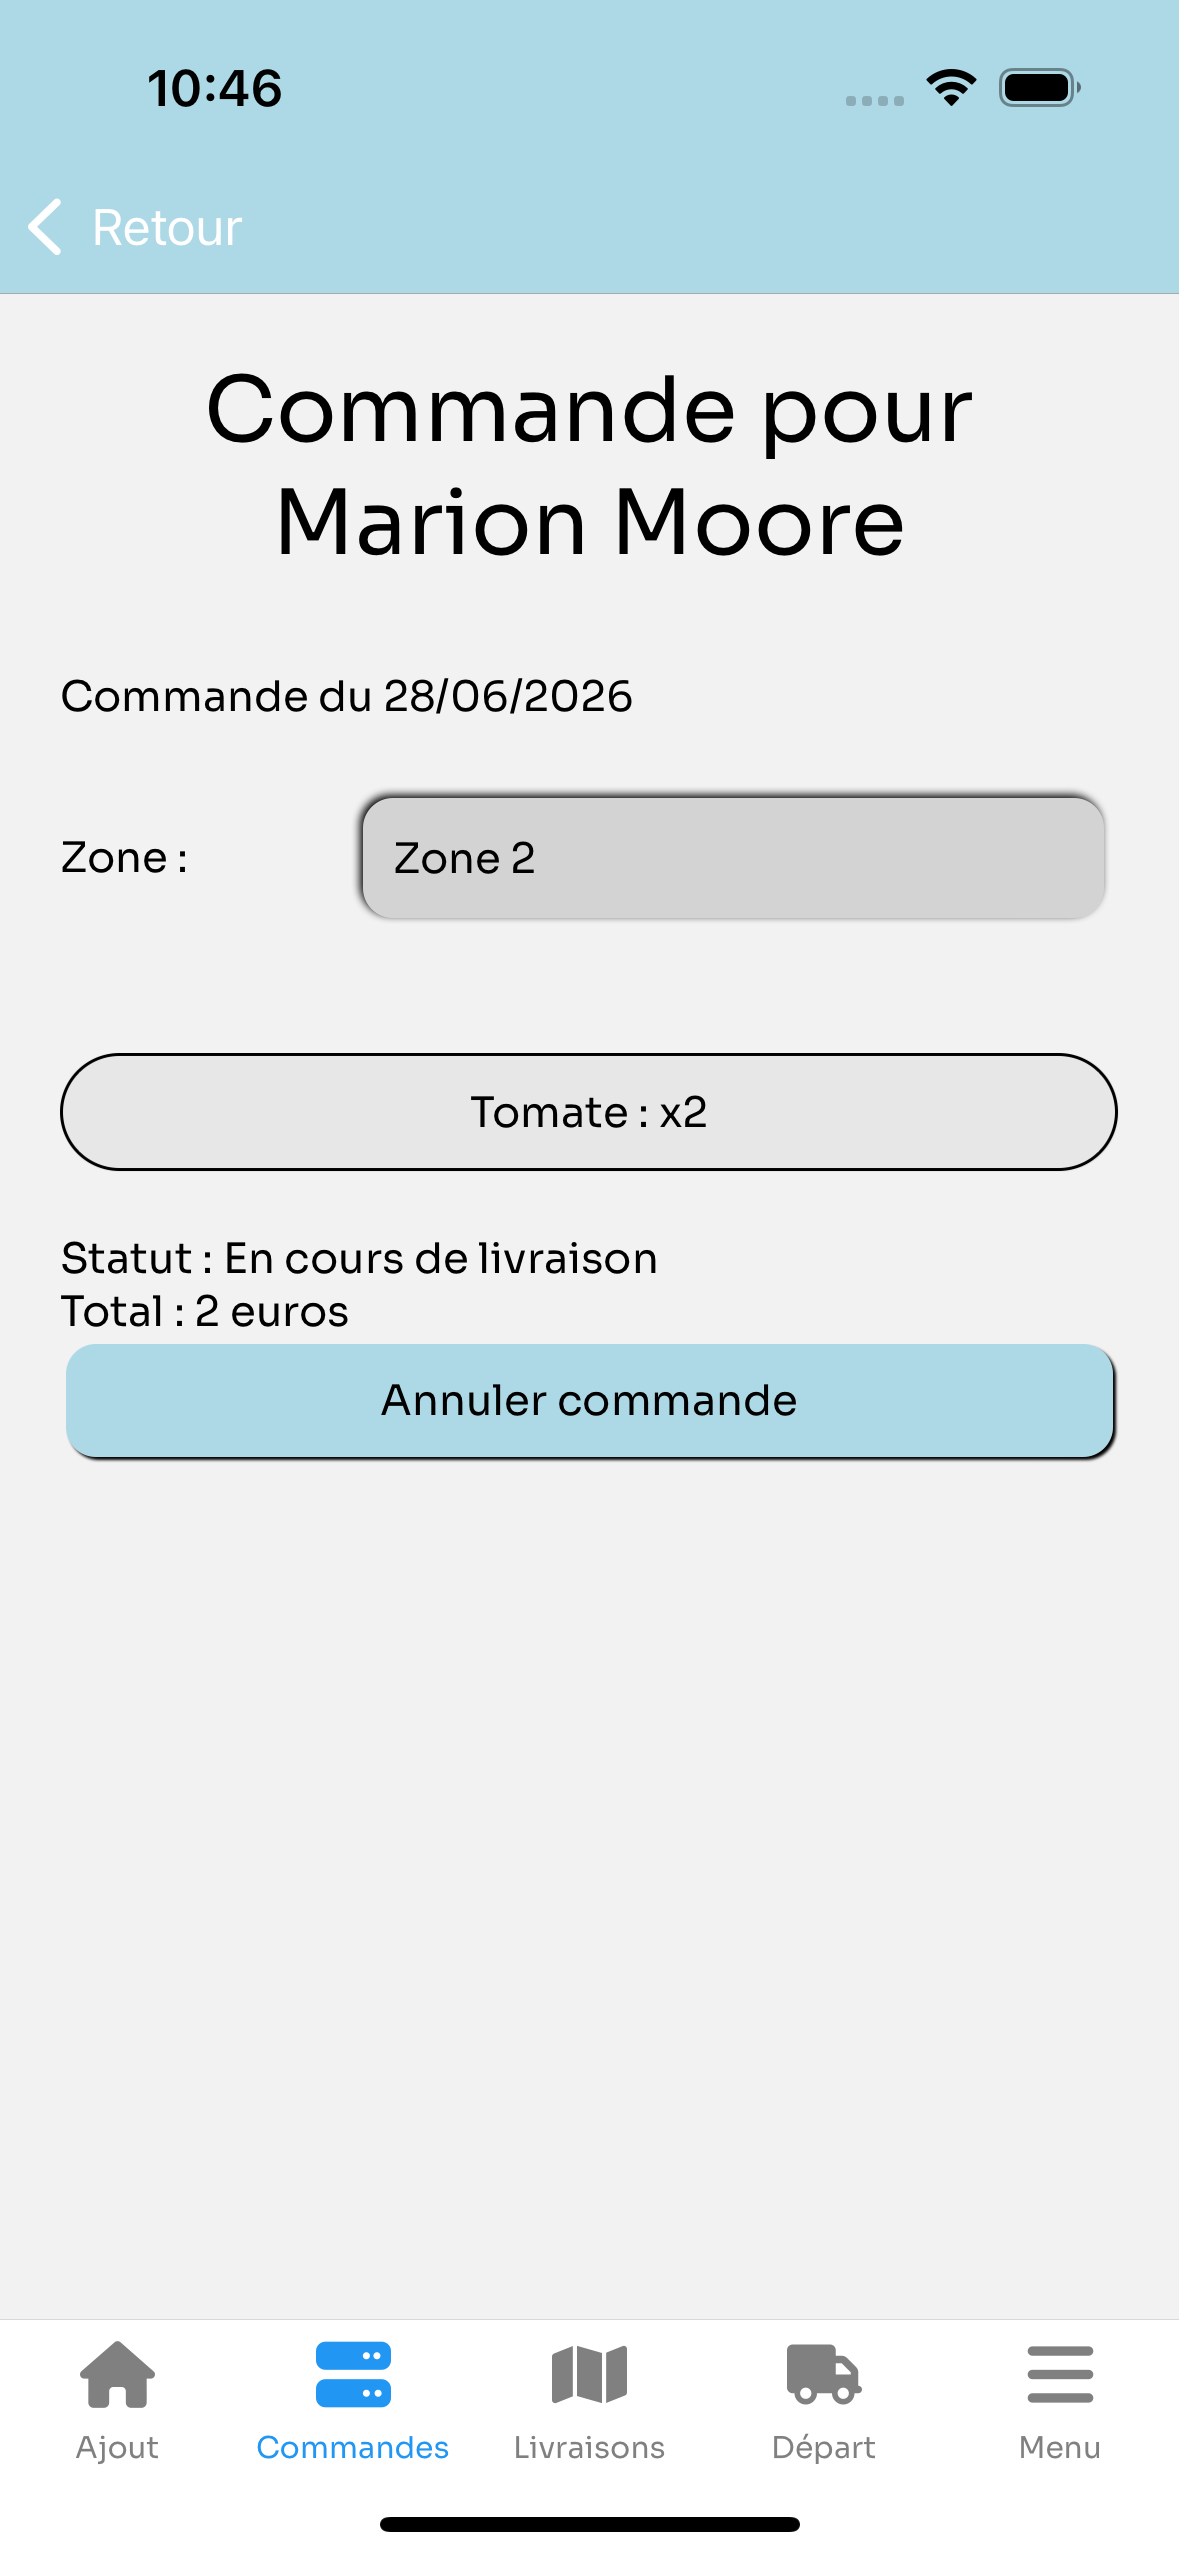 10:46
Retour
Commande pour
Marion Moore
Commande du 28/06/2026
Zone :
Zone 2
Tomate : x2
Statut : En cours de livraison
Total : 2 euros
Annuler commande
Ajout
Commandes
Livraisons
Départ
Menu